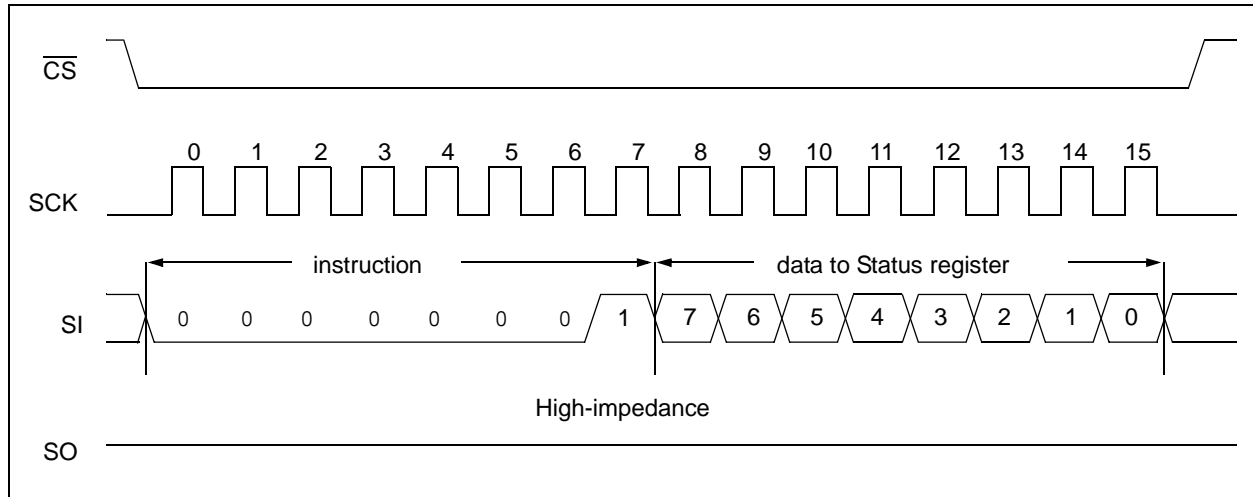 CS
0 1 2 3 4 5 6 7 8 9 10 11 12 13 14 15
SCK
instruction data to Status register
SI 0 0 0 0 0 0 0 1 7 6 5 4 3 2 1 0
High-impedance
SO